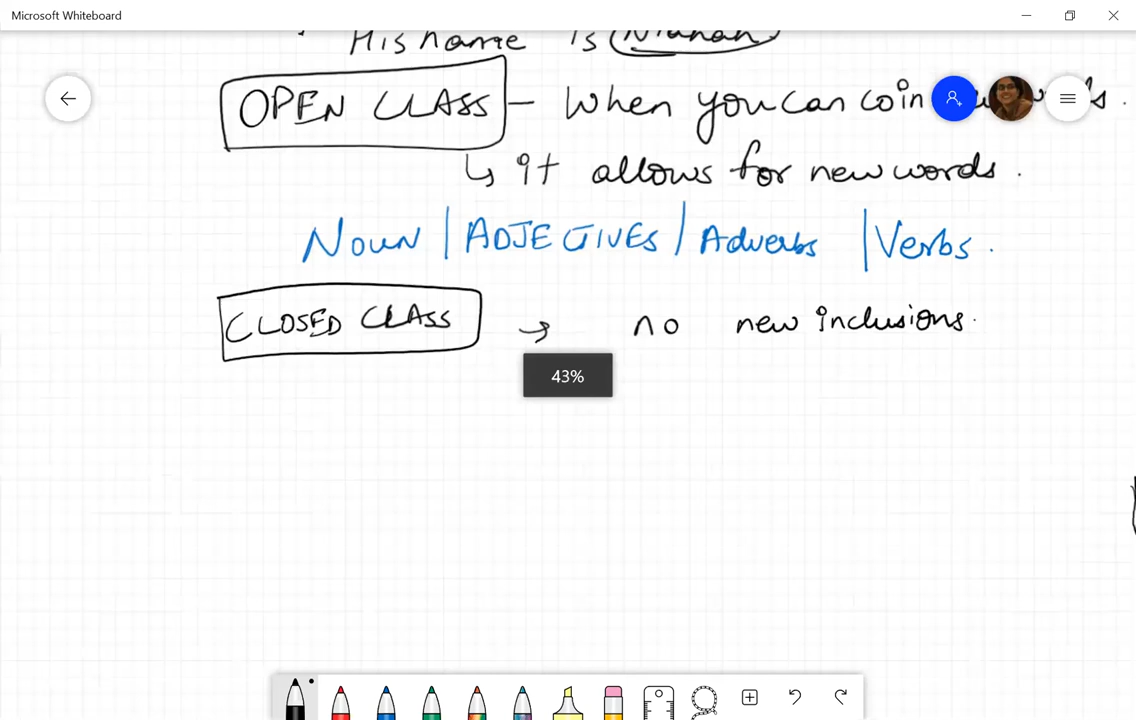 Microsoft Whiteboard
His name is
OPEN CLASS — When you can coin
↳ it allows for new words.
NOUN | ADJECTIVES | Adverbs | Verbs.
CLOSED CLASS → no new inclusions.
43%